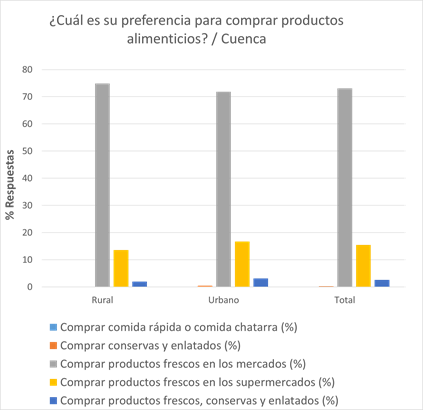 ¿Cuál es su preferencia para comprar productos
alimenticios? / Cuenca
80
70
60
50
40
30
20
10
0
% Respuestas
Rural Urbano Total
Comprar comida rápida o comida chatarra (%)
Comprar conservas y enlatados (%)
Comprar productos frescos en los mercados (%)
Comprar productos frescos en los supermercados (%)
Comprar productos frescos, conservas y enlatados (%)